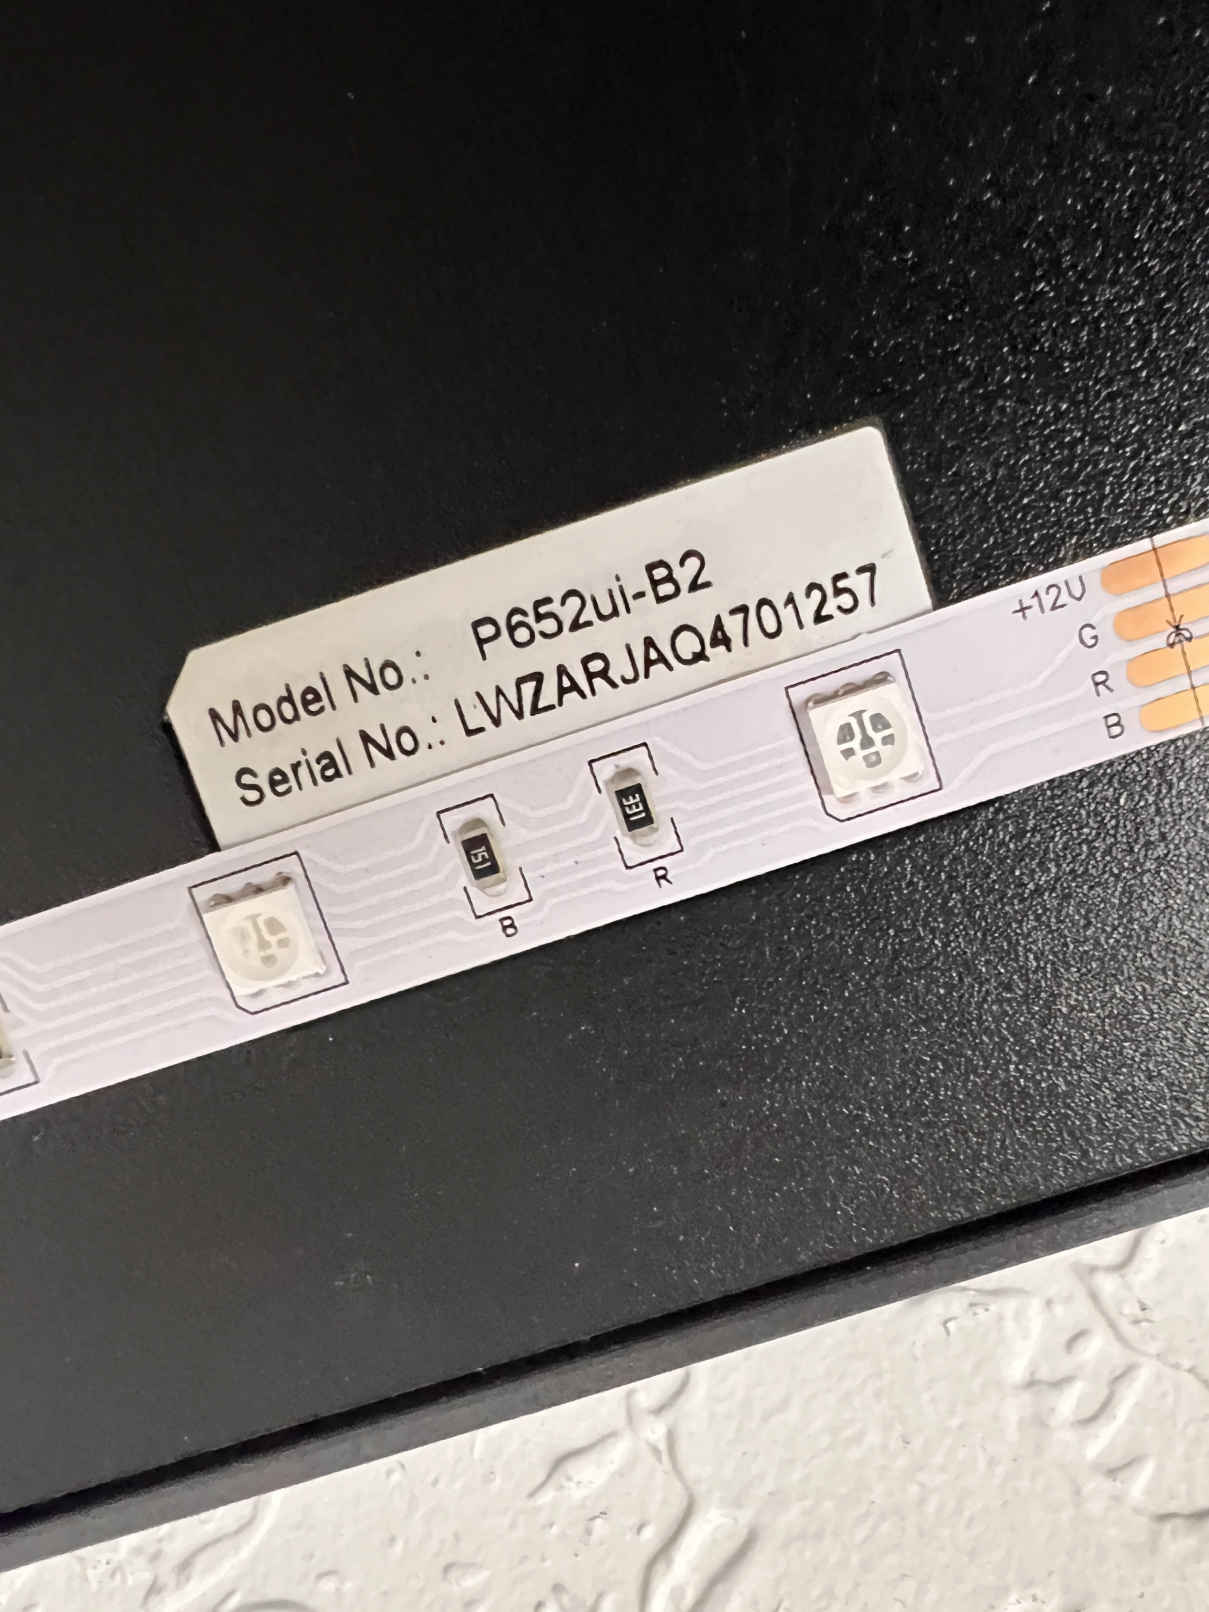 Model No.: P652ui-B2
Serial No.: LWZARJAQ4701257
+12V
G
R
B
331
R
151
B